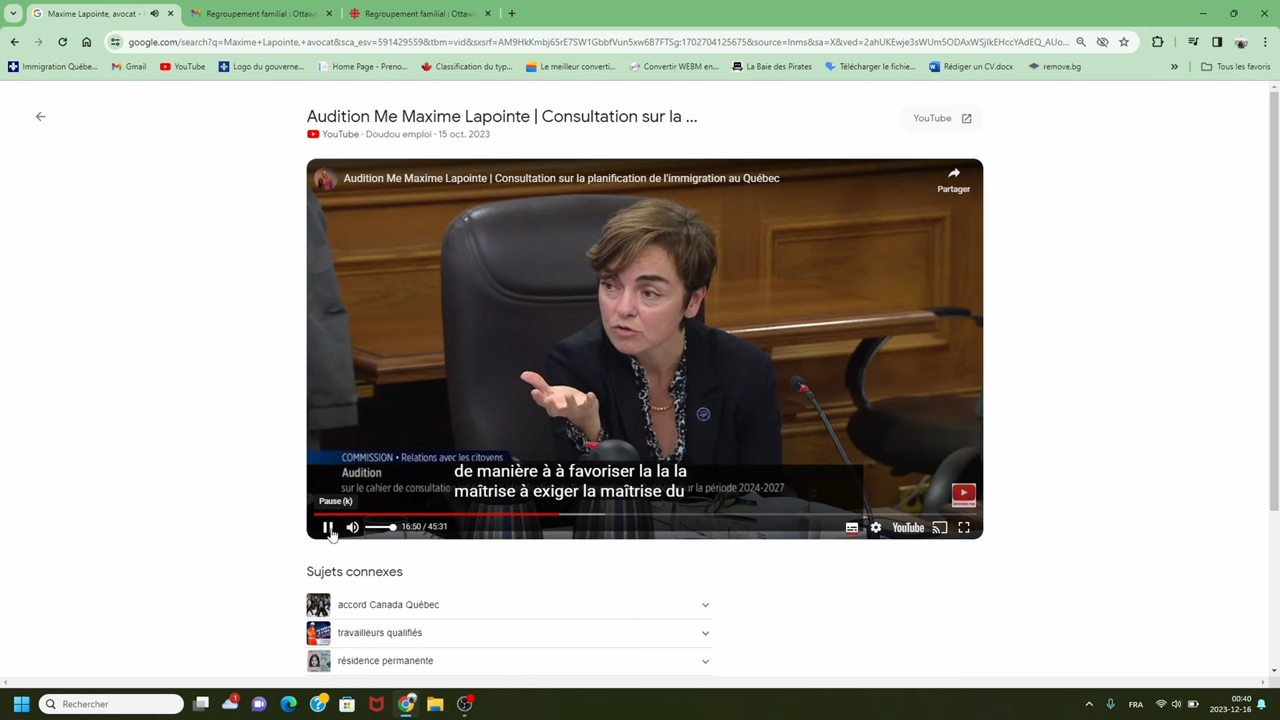 Maxime Lapointe, avocat -
Regroupement familial : Ottawa
Regroupement familial : Ottawa
google.com/search?q=Maxime+Lapointe,+avocat&sca_esv=591429559&tbm=vid&sxsrf=AM9HkKmbj65rE7SW1GbbfVun5xw6B7FTSg:1702704125675&source=lnms&sa=X&ved=2ahUKEwje3sWUm5ODAxWSjIkEHccYAdEQ_AUo...
Immigration Québe...
Gmail
YouTube
Logo du gouverne...
Home Page - Preno...
Classification du typ...
Le meilleur converti...
Convertir WEBM en...
La Baie des Pirates
Télécharger le fichie...
Rédiger un CV.docx
remove.bg
Tous les favoris
Audition Me Maxime Lapointe | Consultation sur la ...
YouTube · Doudou emploi · 15 oct. 2023
YouTube
Audition Me Maxime Lapointe | Consultation sur la planification de l'immigration au Québec
Partager
COMMISSION • Relations avec les citoyens
Audition
de manière à à favoriser la la la
sur le cahier de consultation
r la période 2024-2027
maîtrise à exiger la maîtrise du
Pause (k)
16:50 / 45:31
YouTube
Sujets connexes
accord Canada Québec
travailleurs qualifiés
résidence permanente
Rechercher
1
FRA
00:40
2023-12-16